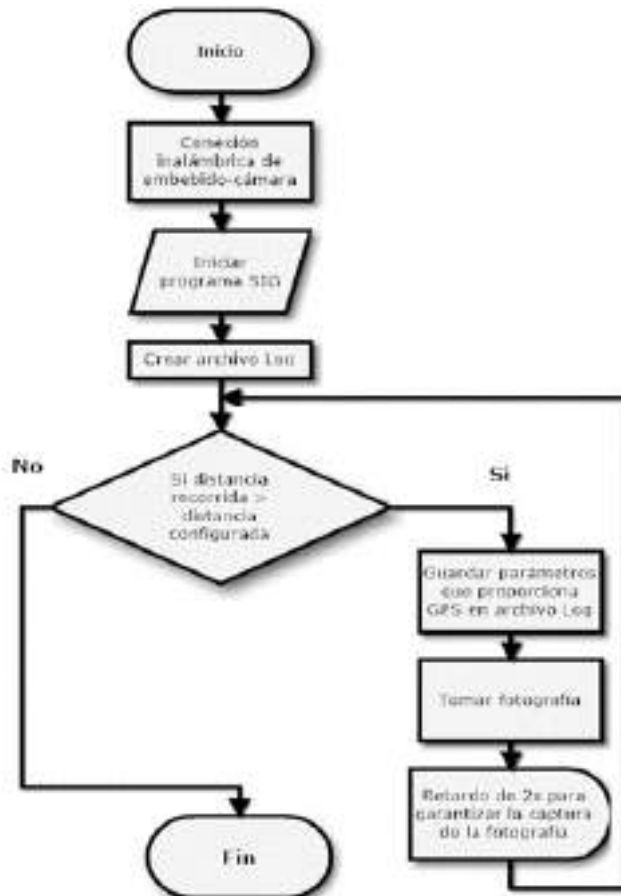 Inicio
Conexión
inalámbrica de
embebido-cámara
Iniciar
programa SIG
Crear archivo Log
No
Si
Si distancia
recorrida >
distancia
configurada
Guardar parámetros
que proporciona
GPS en archivo Log
Tomar fotografía
Retardo de 2s para
garantizar la captura
de la fotografía
Fin